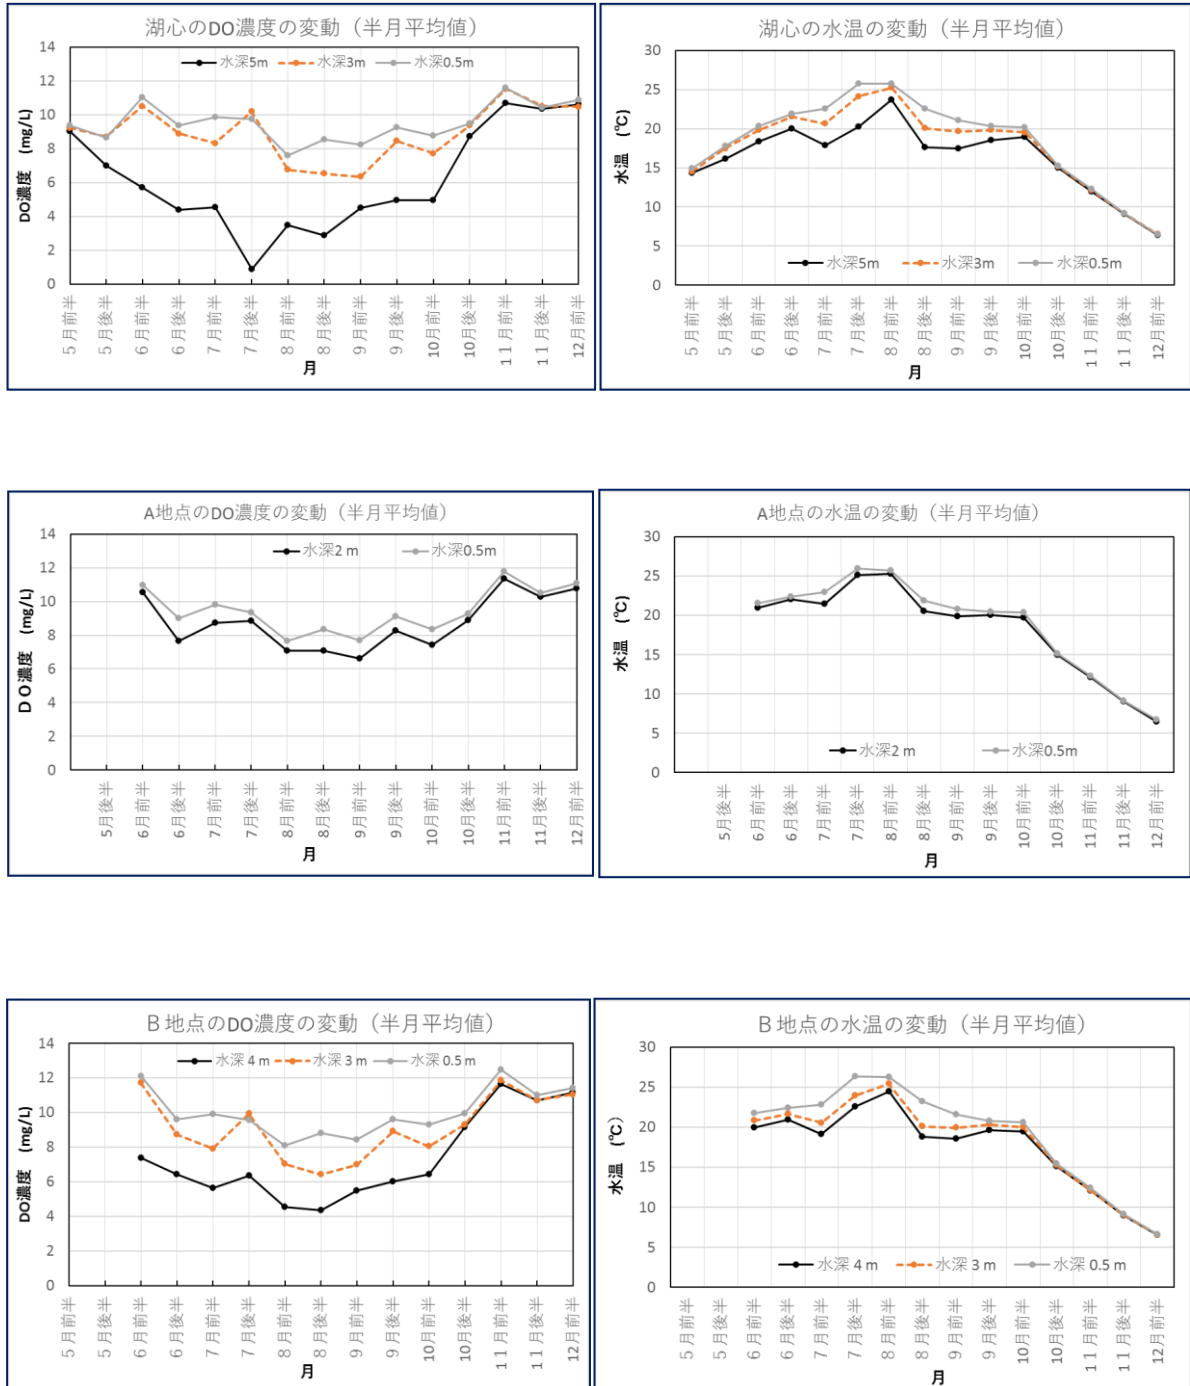 湖心のDO濃度の変動（半月平均値）
水深5m 水深3m 水深0.5m
DO濃度 (mg/L)
14
12
10
8
6
4
2
0
5月前半 5月後半 6月前半 6月後半 7月前半 7月後半 8月前半 8月後半 9月前半 9月後半 10月前半 10月後半 11月前半 11月後半 12月前半
月
湖心の水温の変動（半月平均値）
水温 (℃)
30
25
20
15
10
5
0
水深5m 水深3m 水深0.5m
5月前半 5月後半 6月前半 6月後半 7月前半 7月後半 8月前半 8月後半 9月前半 9月後半 10月前半 10月後半 11月前半 11月後半 12月前半
月
A地点のDO濃度の変動（半月平均値）
水深2 m 水深0.5m
ＤＯ濃度 (mg/L)
14
12
10
8
6
4
2
0
5月後半 6月前半 6月後半 7月前半 7月後半 8月前半 8月後半 9月前半 9月後半 10月前半 10月後半 11月前半 11月後半 12月前半
月
A地点の水温の変動（半月平均値）
水温 (℃)
30
25
20
15
10
5
0
水深2 m 水深0.5m
5月後半 6月前半 6月後半 7月前半 7月後半 8月前半 8月後半 9月前半 9月後半 10月前半 10月後半 11月前半 11月後半 12月前半
月
Ｂ地点のDO濃度の変動（半月平均値）
水深 4 m 水深 3 m 水深 0.5 m
DO濃度 (mg/L)
14
12
10
8
6
4
2
0
5月前半 5月後半 6月前半 6月後半 7月前半 7月後半 8月前半 8月後半 9月前半 9月後半 10月前半 10月後半 11月前半 11月後半 12月前半
月
Ｂ地点の水温の変動（半月平均値）
水温 (℃)
30
25
20
15
10
5
0
水深 4 m 水深 3 m 水深 0.5 m
5月前半 5月後半 6月前半 6月後半 7月前半 7月後半 8月前半 8月後半 9月前半 9月後半 10月前半 10月後半 11月前半 11月後半 12月前半
月